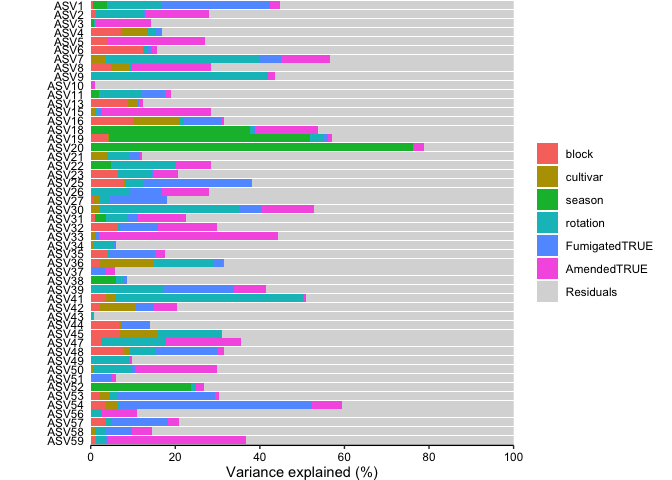 ASV1
ASV2
ASV3
ASV4
ASV5
ASV6
ASV7
ASV8
ASV9
ASV10
ASV11
ASV13
ASV15
ASV16
ASV18
ASV19
ASV20
ASV21
ASV22
ASV23
ASV25
ASV26
ASV27
ASV30
ASV31
ASV32
ASV33
ASV34
ASV35
ASV36
ASV37
ASV38
ASV39
ASV41
ASV42
ASV43
ASV44
ASV45
ASV47
ASV48
ASV49
ASV50
ASV51
ASV52
ASV53
ASV54
ASV56
ASV57
ASV58
ASV59
0 20 40 60 80 100
Variance explained (%)
block
cultivar
season
rotation
FumigatedTRUE
AmendedTRUE
Residuals